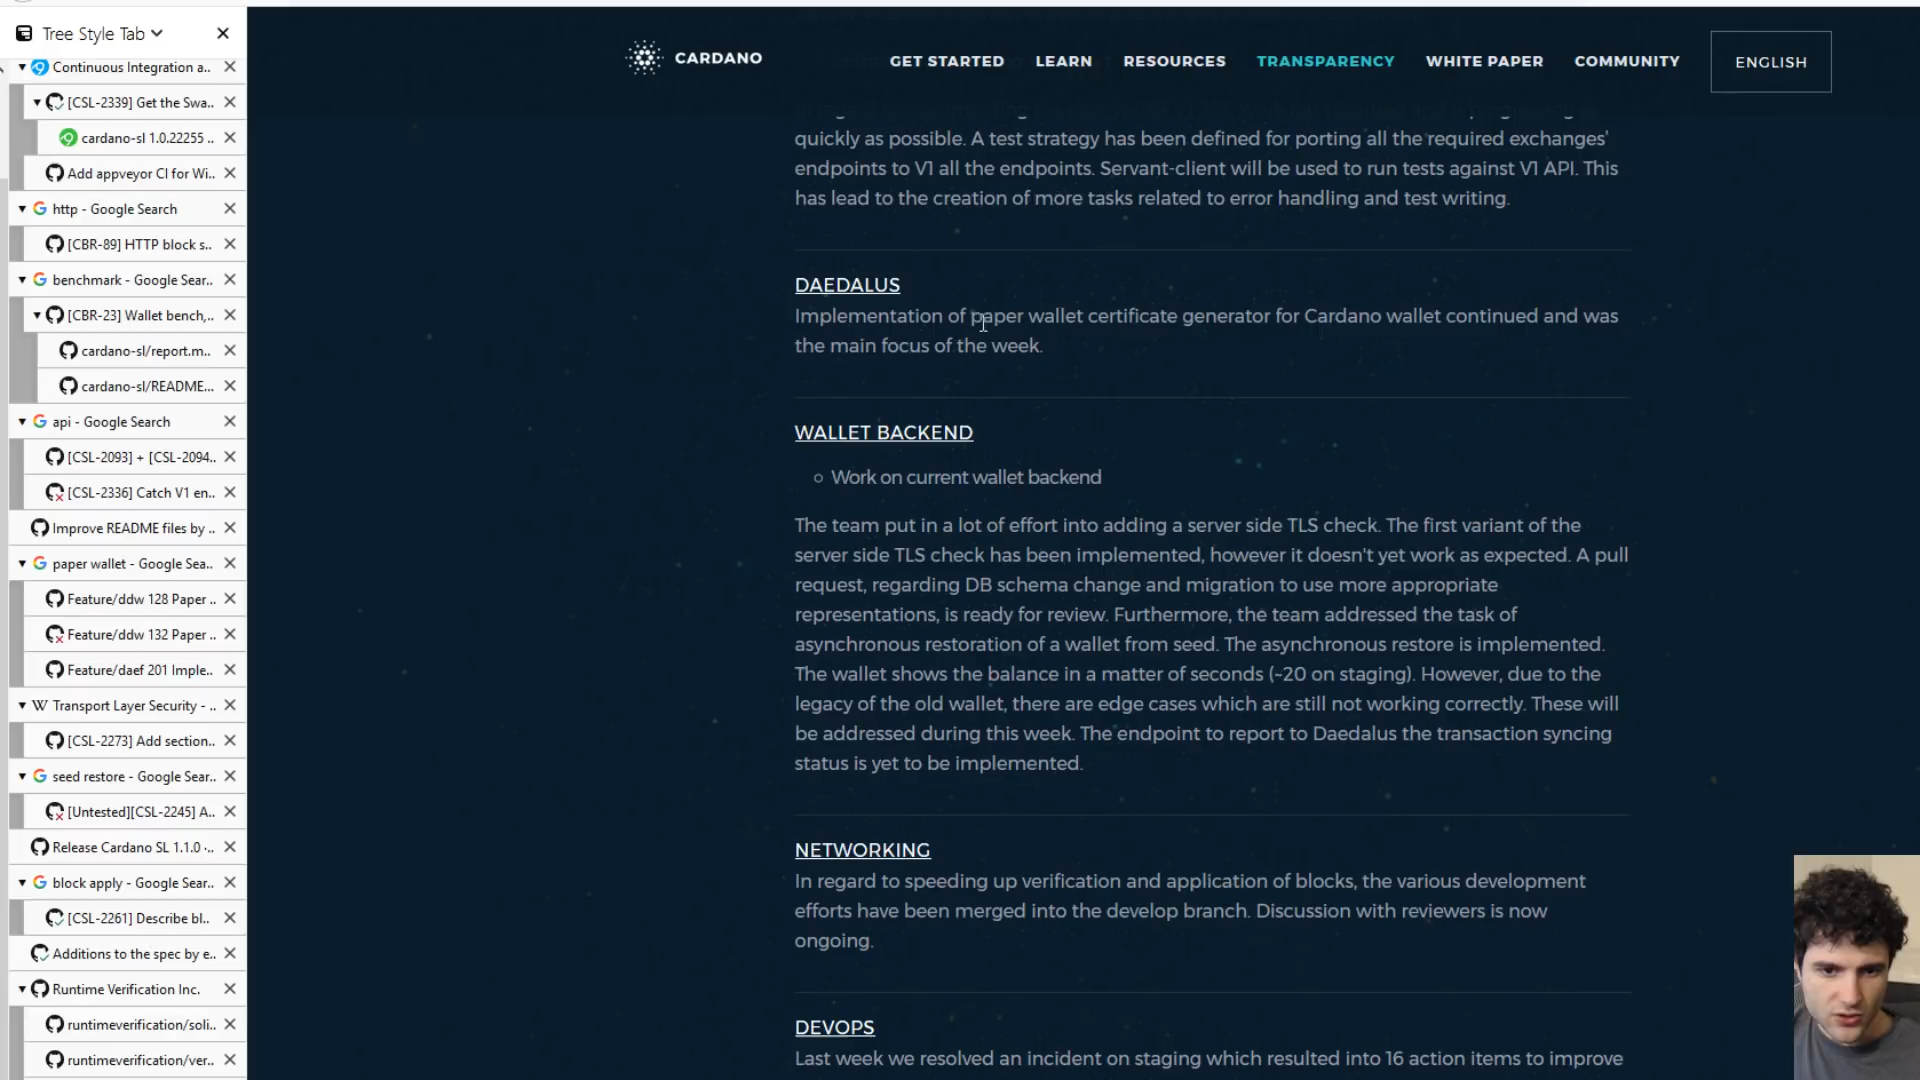 Tree Style Tab
Continuous Integration a..
[CSL-2339] Get the Swa..
cardano-sl 1.0.22255 ..
Add appveyor CI for Wi..
http - Google Search
[CBR-89] HTTP block s..
benchmark - Google Sear..
[CBR-23] Wallet bench,..
cardano-sl/report.m..
cardano-sl/README...
api - Google Search
[CSL-2093] + [CSL-2094..
[CSL-2336] Catch V1 en..
Improve README files by ..
paper wallet - Google Sea..
Feature/ddw 128 Paper ..
Feature/ddw 132 Paper ..
Feature/daef 201 Imple..
Transport Layer Security - ..
[CSL-2273] Add section..
seed restore - Google Sear..
[Untested][CSL-2245] A..
Release Cardano SL 1.1.0 ·..
block apply - Google Sear..
[CSL-2261] Describe bl..
Additions to the spec by e..
Runtime Verification Inc.
runtimeverification/soli..
runtimeverification/ver..
CARDANO
GET STARTED LEARN RESOURCES TRANSPARENCY WHITE PAPER COMMUNITY ENGLISH
quickly as possible. A test strategy has been defined for porting all the required exchanges'
endpoints to V1 all the endpoints. Servant-client will be used to run tests against V1 API. This
has lead to the creation of more tasks related to error handling and test writing.
DAEDALUS
Implementation of paper wallet certificate generator for Cardano wallet continued and was
the main focus of the week.
WALLET BACKEND
Work on current wallet backend
The team put in a lot of effort into adding a server side TLS check. The first variant of the
server side TLS check has been implemented, however it doesn't yet work as expected. A pull
request, regarding DB schema change and migration to use more appropriate
representations, is ready for review. Furthermore, the team addressed the task of
asynchronous restoration of a wallet from seed. The asynchronous restore is implemented.
The wallet shows the balance in a matter of seconds (~20 on staging). However, due to the
legacy of the old wallet, there are edge cases which are still not working correctly. These will
be addressed during this week. The endpoint to report to Daedalus the transaction syncing
status is yet to be implemented.
NETWORKING
In regard to speeding up verification and application of blocks, the various development
efforts have been merged into the develop branch. Discussion with reviewers is now
ongoing.
DEVOPS
Last week we resolved an incident on staging which resulted into 16 action items to improve